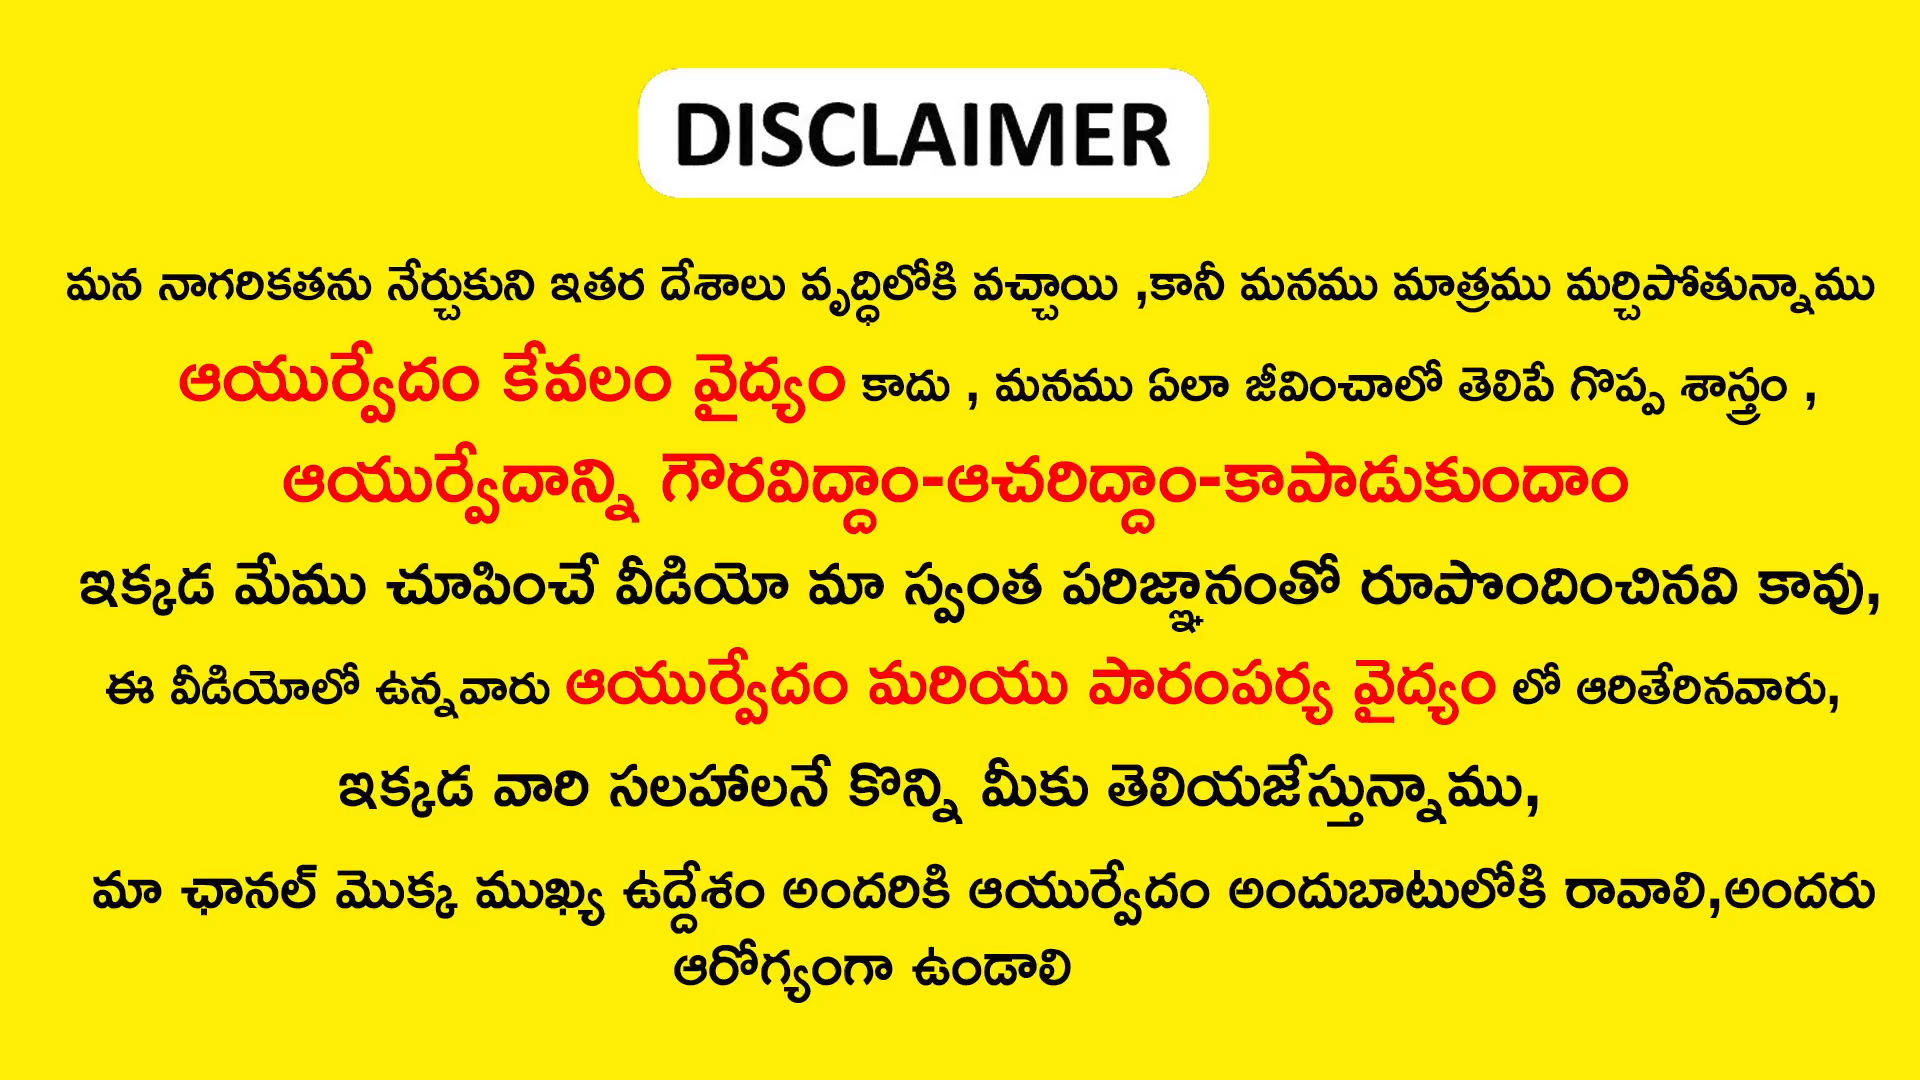 DISCLAIMER
మన నాగరికతను నేర్చుకుని ఇతర దేశాలు వృద్ధిలోకి వచ్చాయి ,కానీ మనము మాత్రము మర్చిపోతున్నాము
ఆయుర్వేదం కేవలం వైద్యం కాదు , మనము ఏలా జీవించాలో తెలిపే గొప్ప శాస్త్రం ,
ఆయుర్వేదాన్ని గౌరవిద్దాం-ఆచరిద్దాం-కాపాడుకుందాం
ఇక్కడ మేము చూపించే వీడియో మా స్వంత పరిజ్ఞానంతో రూపొందించినవి కావు,
ఈ వీడియోలో ఉన్నవారు ఆయుర్వేదం మరియు పారంపర్య వైద్యం లో ఆరితేరినవారు,
ఇక్కడ వారి సలహాలనే కొన్ని మీకు తెలియజేస్తున్నాము,
మా ఛానల్ మొక్క ముఖ్య ఉద్దేశం అందరికి ఆయుర్వేదం అందుబాటులోకి రావాలి,అందరు
ఆరోగ్యంగా ఉండాలి